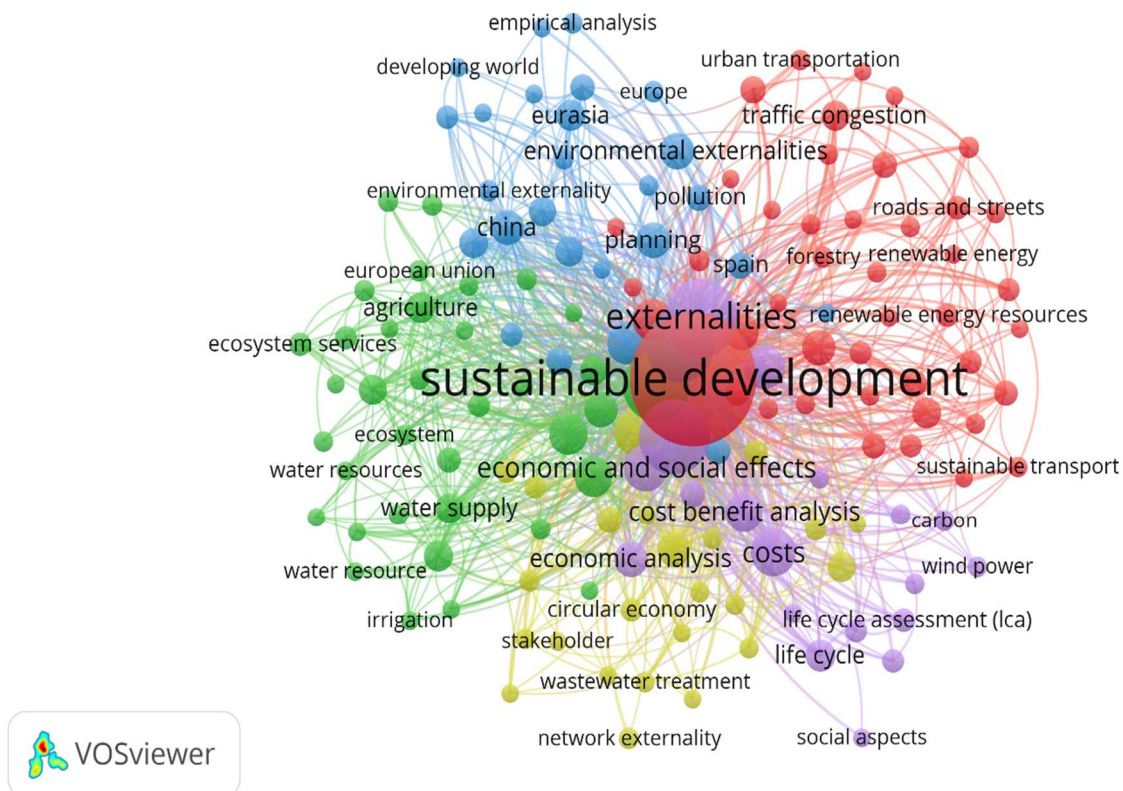 empirical analysis
urban transportation
developing world
europe
eurasia
traffic congestion
environmental externalities
environmental externality
pollution
roads and streets
china
planning
forestry
renewable energy
spain
european union
agriculture
externalities
renewable energy resources
ecosystem services
sustainable development
ecosystem
water resources
economic and social effects
sustainable transport
water supply
cost benefit analysis
carbon
economic analysis
costs
wind power
water resource
circular economy
irrigation
life cycle assessment (lca)
stakeholder
life cycle
wastewater treatment
network externality
social aspects
VOSviewer